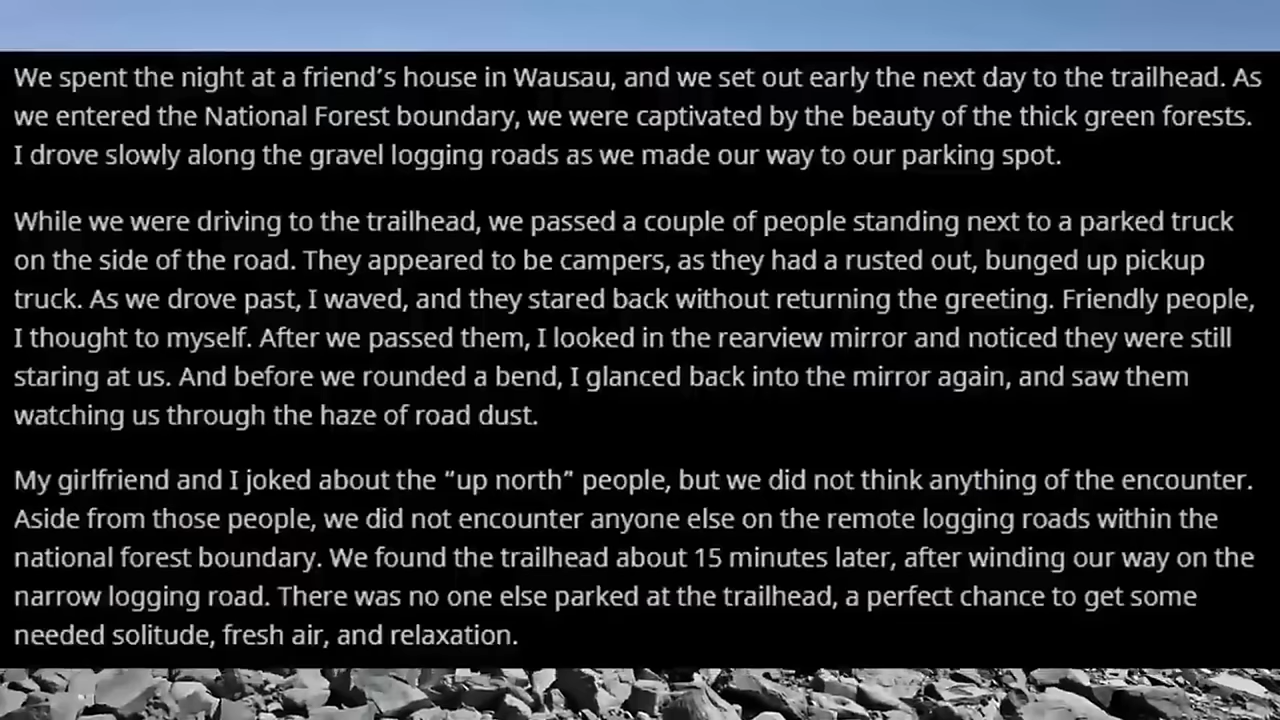 We spent the night at a friend’s house in Wausau, and we set out early the next day to the trailhead. As
we entered the National Forest boundary, we were captivated by the beauty of the thick green forests.
I drove slowly along the gravel logging roads as we made our way to our parking spot.
While we were driving to the trailhead, we passed a couple of people standing next to a parked truck
on the side of the road. They appeared to be campers, as they had a rusted out, bunged up pickup
truck. As we drove past, I waved, and they stared back without returning the greeting. Friendly people,
I thought to myself. After we passed them, I looked in the rearview mirror and noticed they were still
staring at us. And before we rounded a bend, I glanced back into the mirror again, and saw them
watching us through the haze of road dust.
My girlfriend and I joked about the “up north” people, but we did not think anything of the encounter.
Aside from those people, we did not encounter anyone else on the remote logging roads within the
national forest boundary. We found the trailhead about 15 minutes later, after winding our way on the
narrow logging road. There was no one else parked at the trailhead, a perfect chance to get some
needed solitude, fresh air, and relaxation.